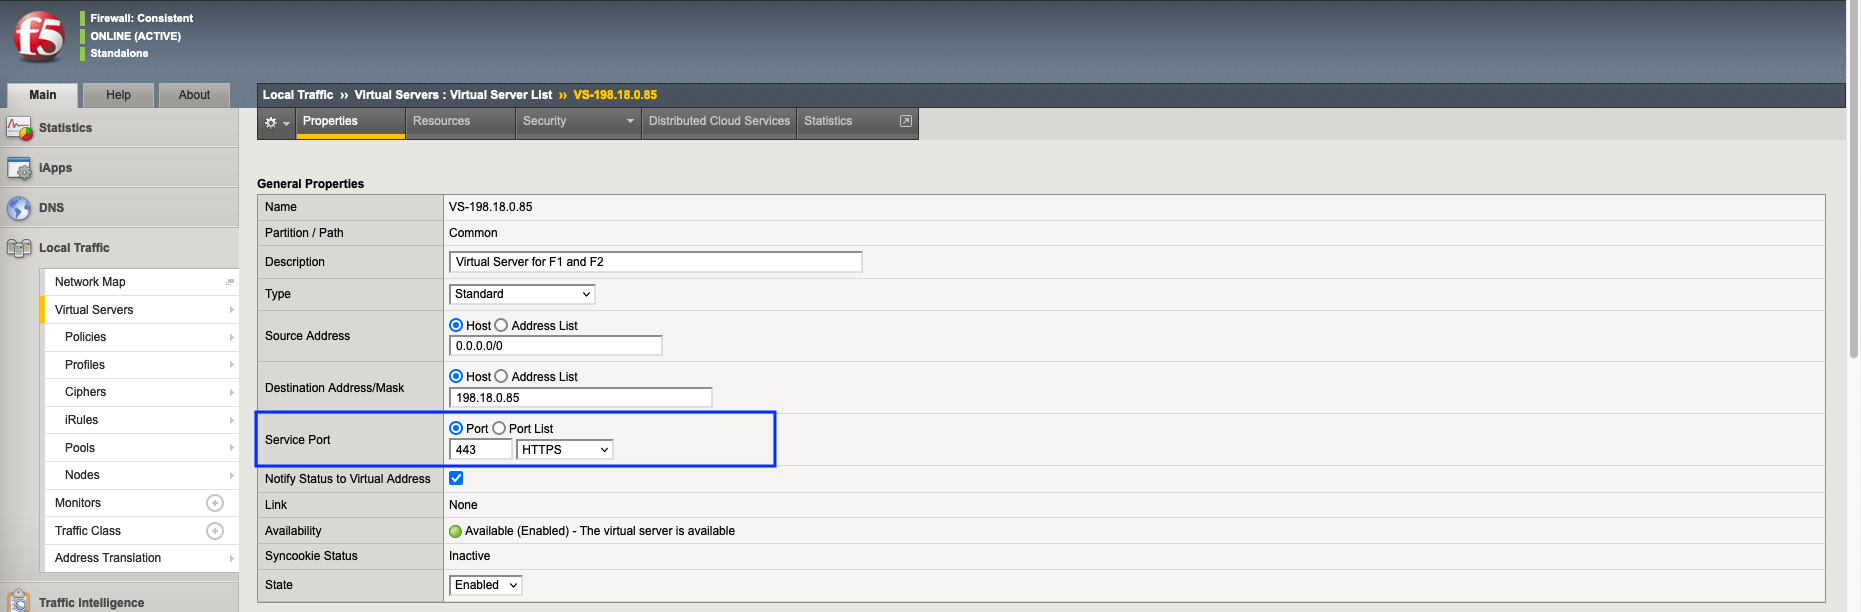 f5
Firewall: Consistent
ONLINE (ACTIVE)
Standalone
Main Help About
Local Traffic ›› Virtual Servers : Virtual Server List ›› VS-198.18.0.85
Properties Resources Security Distributed Cloud Services Statistics
Statistics
iApps
DNS
Local Traffic
Network Map
Virtual Servers
Policies
Profiles
Ciphers
iRules
Pools
Nodes
Monitors
Traffic Class
Address Translation
Traffic Intelligence
General Properties
Name VS-198.18.0.85
Partition / Path Common
Description Virtual Server for F1 and F2
Type Standard
Source Address Host Address List
0.0.0.0/0
Destination Address/Mask Host Address List
198.18.0.85
Service Port Port Port List
443 HTTPS
Notify Status to Virtual Address
Link None
Availability Available (Enabled) - The virtual server is available
Syncookie Status Inactive
State Enabled